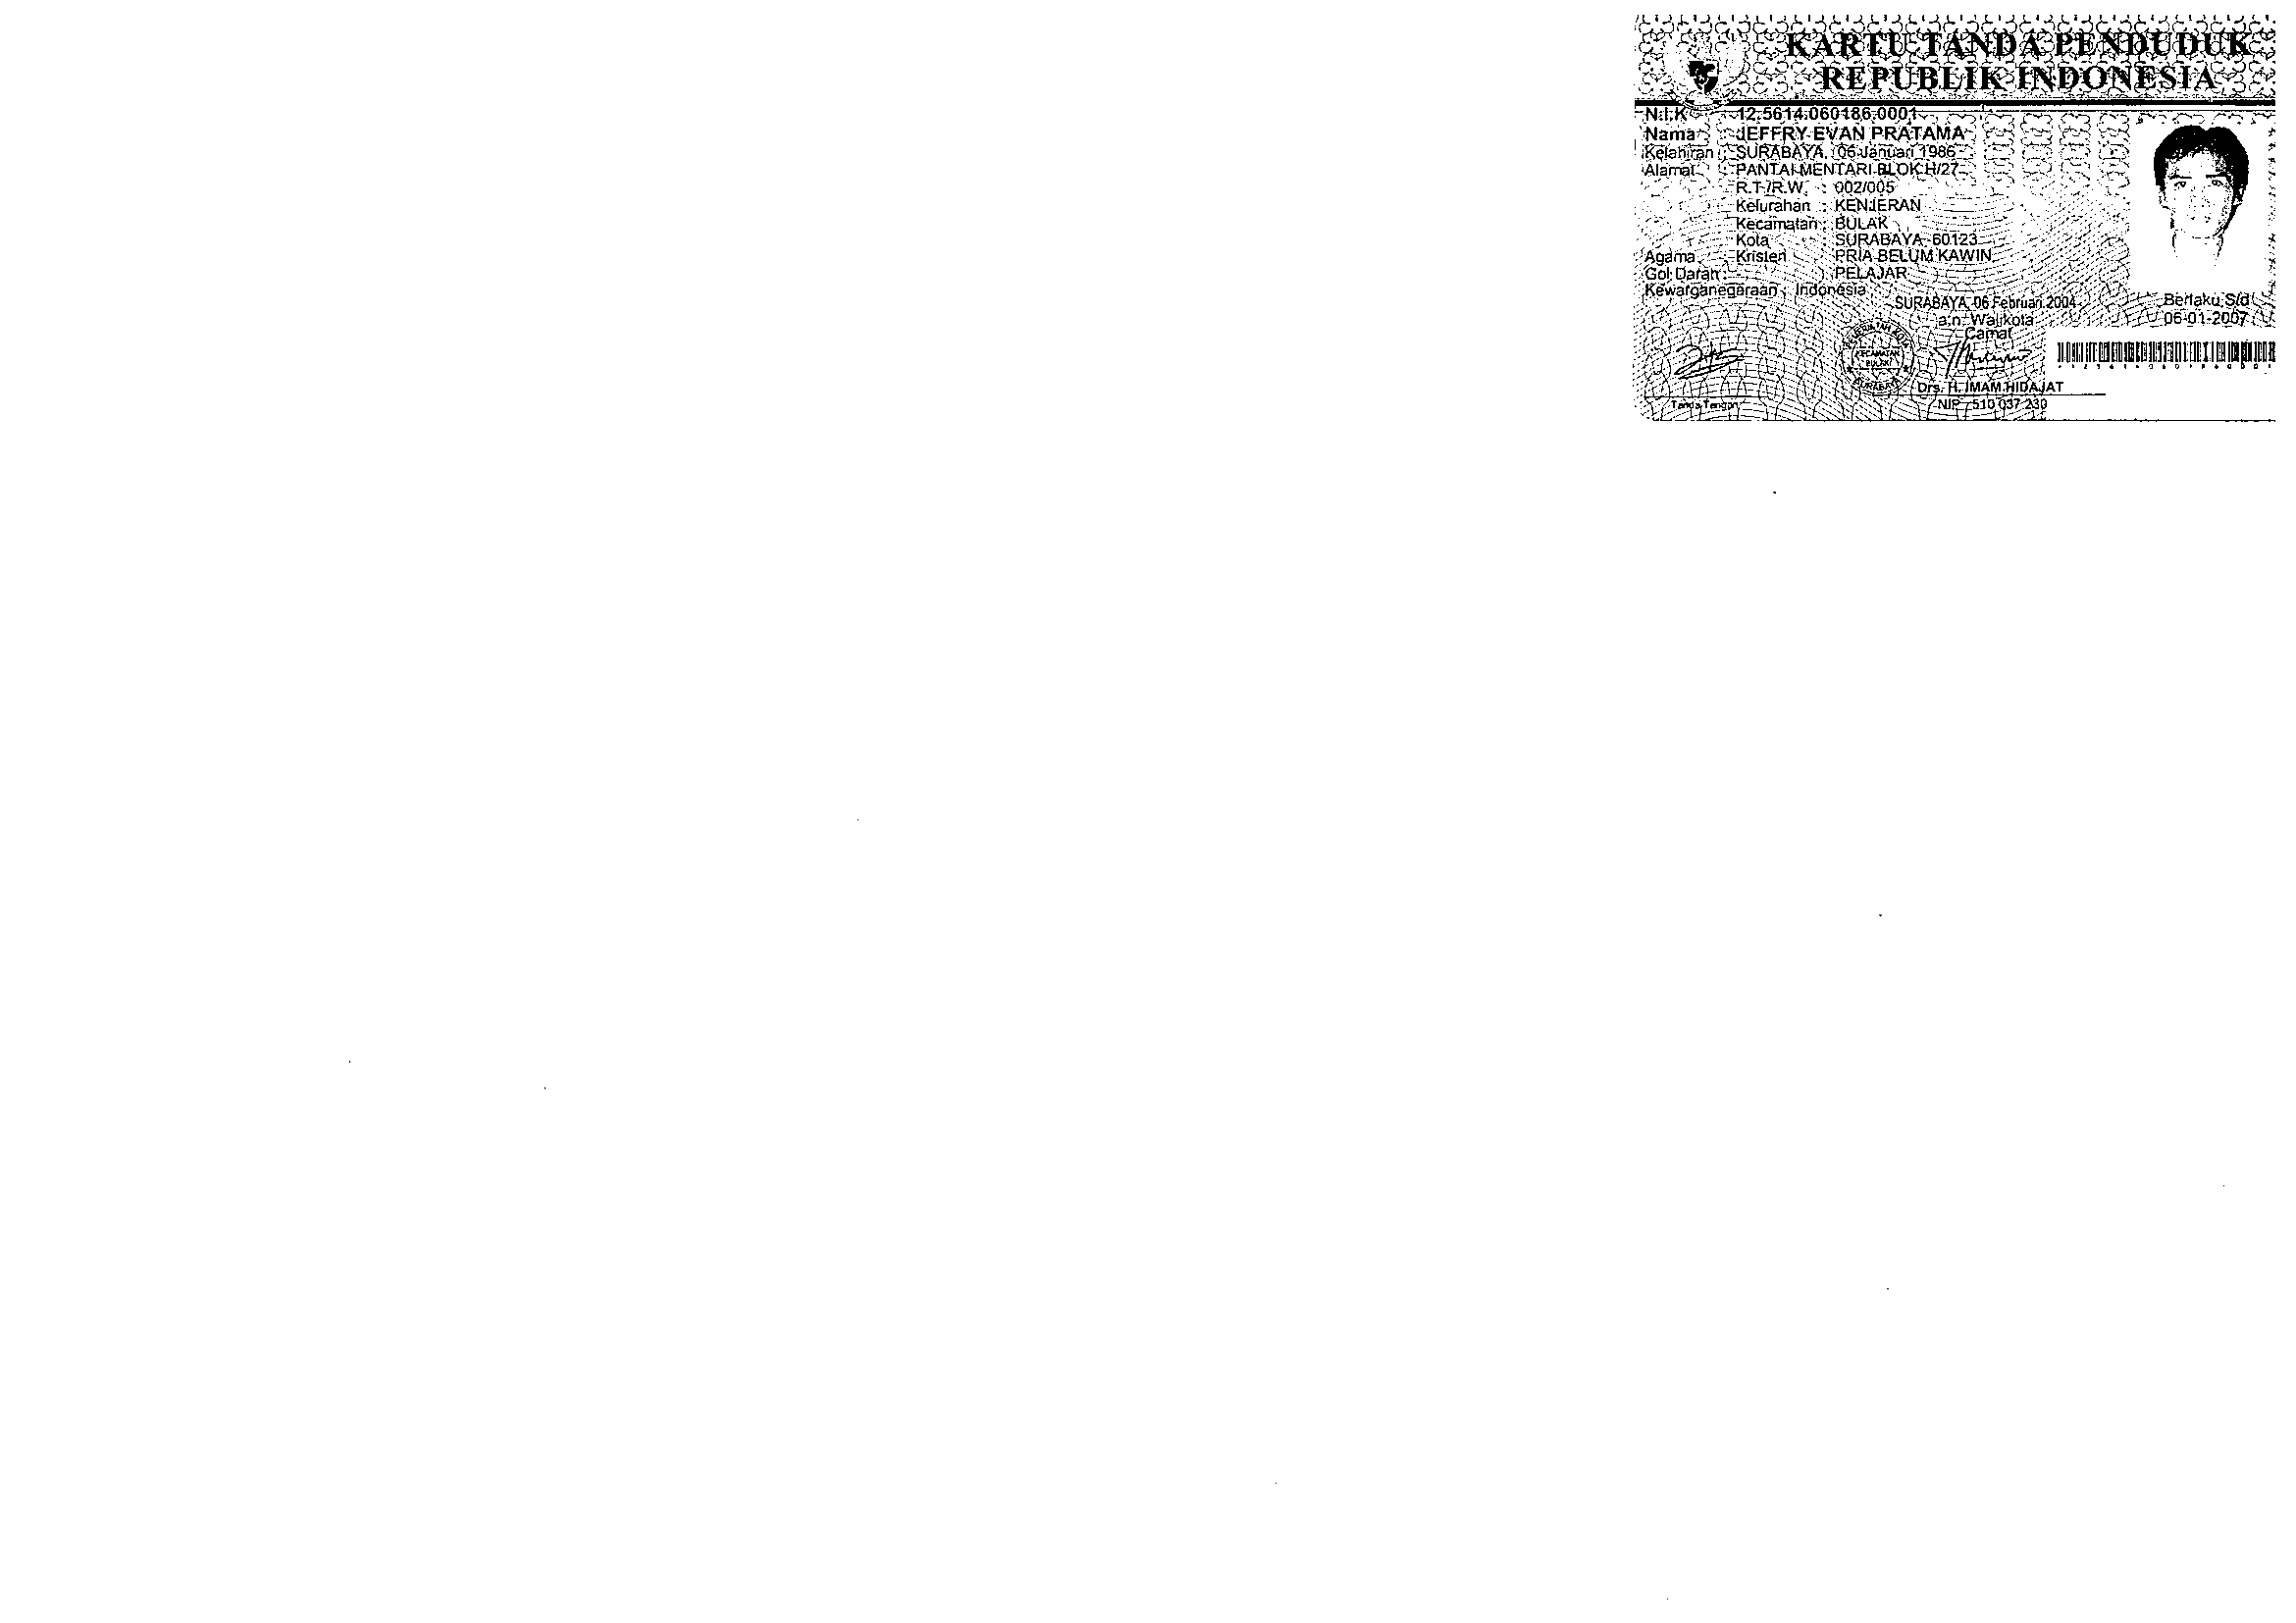 KARTU TANDA PENDUDUK
REPUBLIK INDONESIA
N.I.K : 12.5614.060186.0001
Nama : JEFFRY EVAN PRATAMA
Kelahiran : SURABAYA, 06 Januari 1986
Alamat : PANTAI MENTARI BLOK H/27
R.T./R.W. : 002/005
Kelurahan : KENJERAN
Kecamatan : BULAK
Kota : SURABAYA 60123
Agama : Kristen PRIA BELUM KAWIN
Gol Darah : - PELAJAR
Kewarganegaraan : Indonesia
SURABAYA, 06 Februari 2004
Berlaku S/d
a.n. Walikota
06-01-2007
Camat
KECAMATAN
BULAK
SURABAYA
Drs. H. IMAM HIDAJAT
Tanda Tangan
NIP 510 037 230